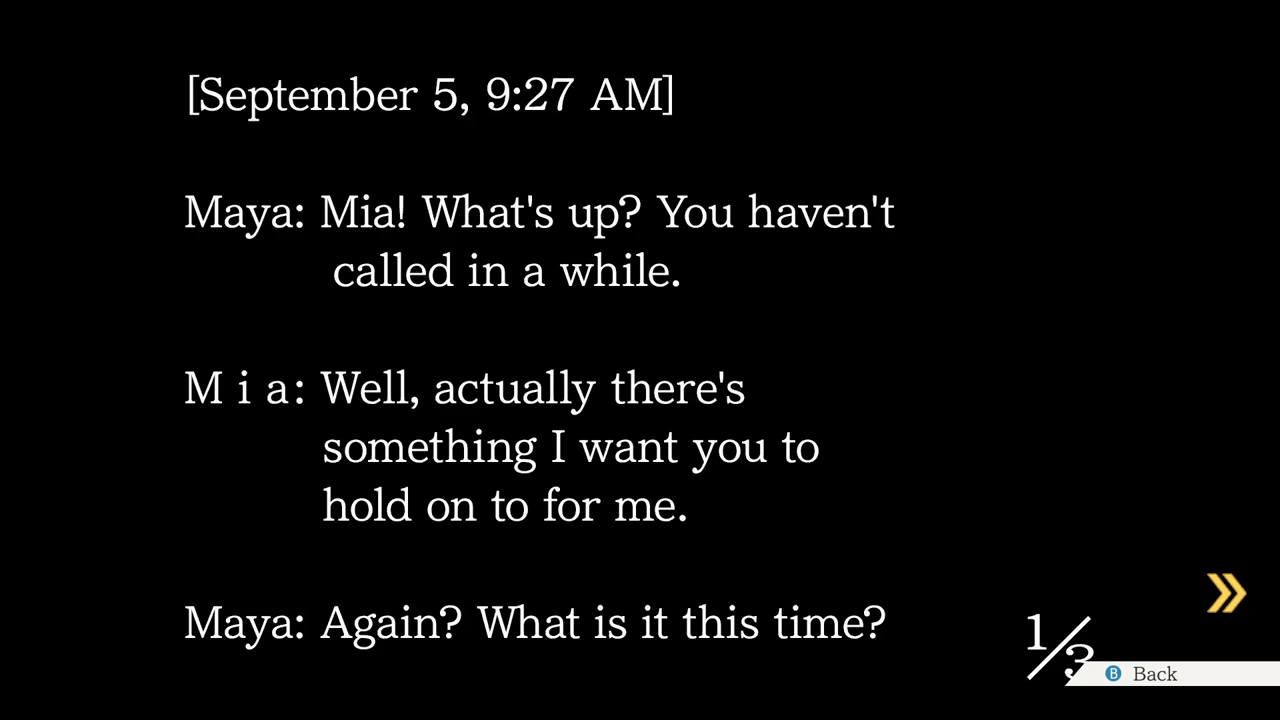 [September 5, 9:27 AM]
Maya: Mia! What's up? You haven't
called in a while.
M i a: Well, actually there's
something I want you to
hold on to for me.
Maya: Again? What is it this time?
1/3
B Back